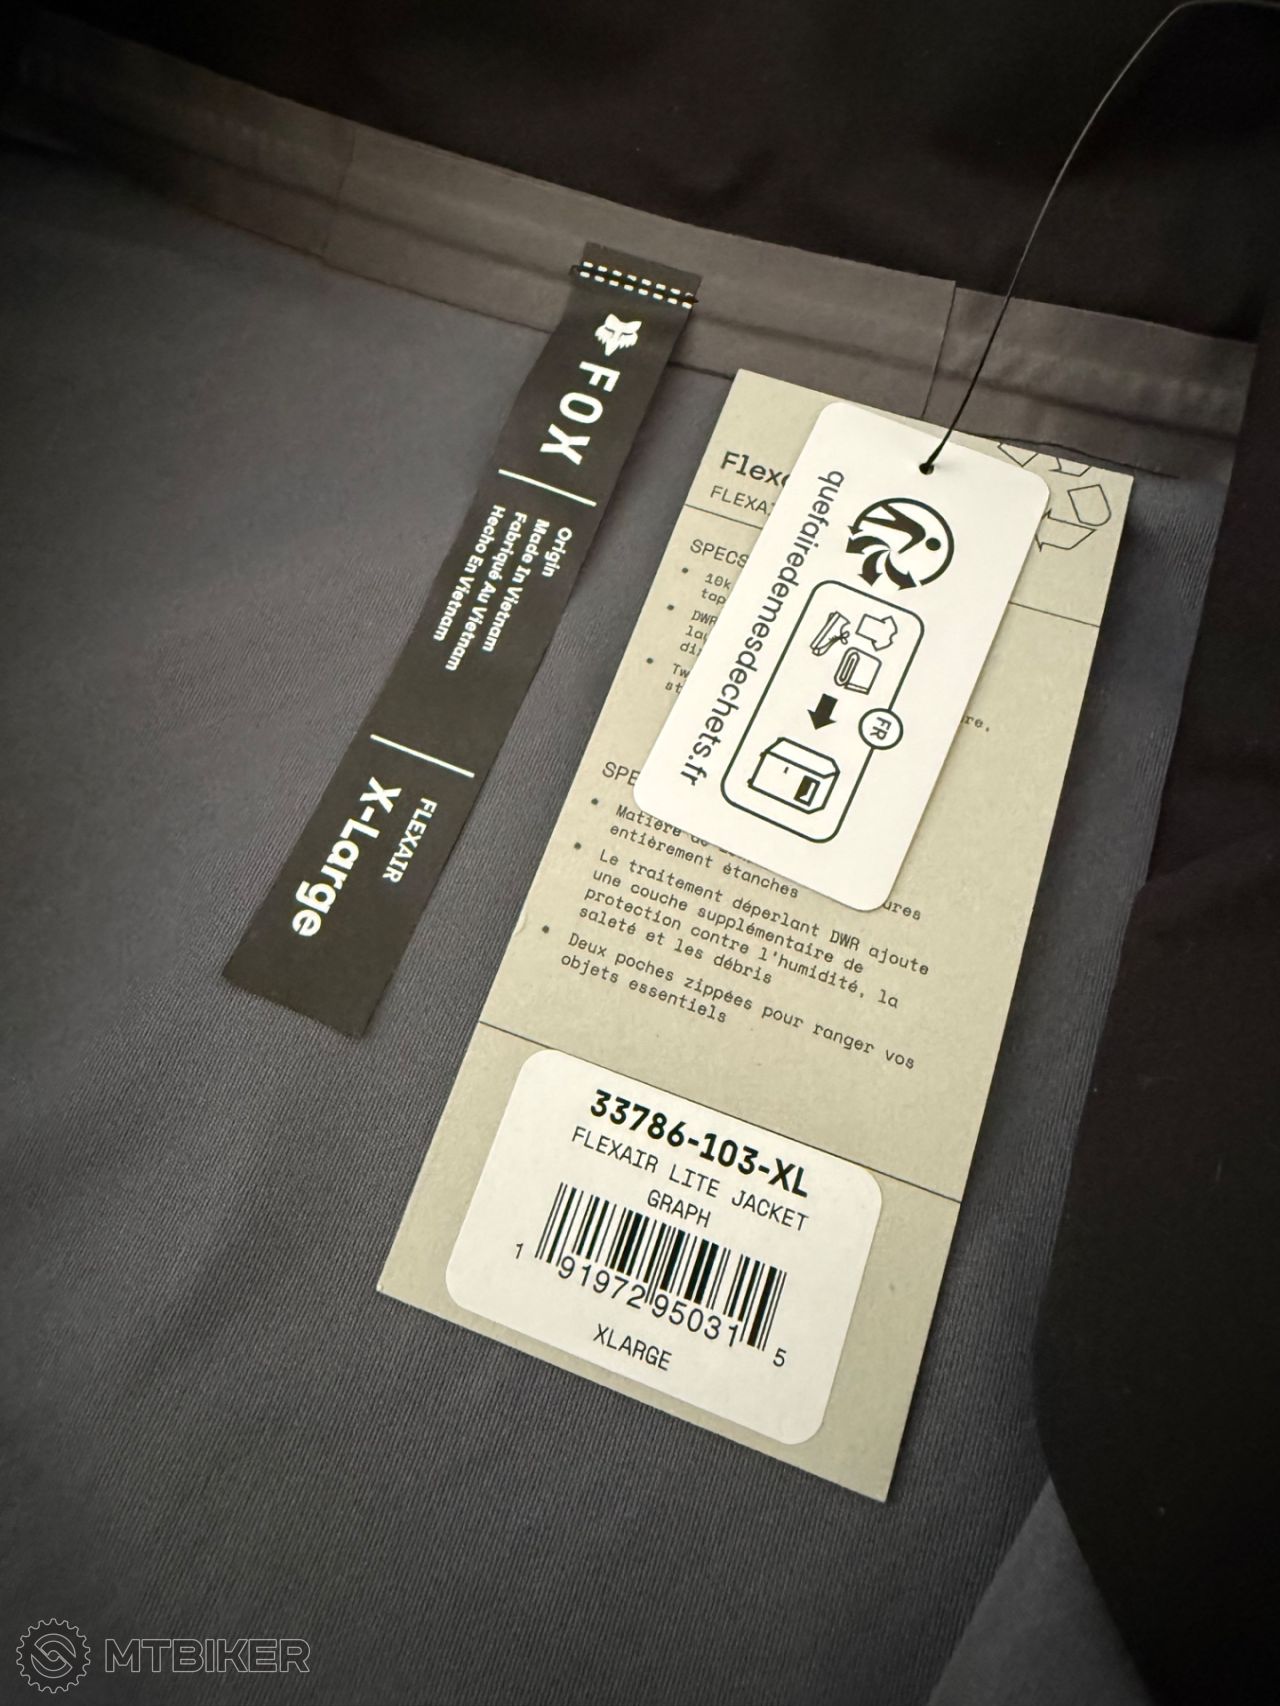 FOX
Origin
Made In Vietnam
Fabriqué Au Vietnam
Hecho En Vietnam
FLEXAIR
X-Large
quefairedemesdechets.fr
FR
SPECS
10k
DWR
Matière de
entièrement étanches
Le traitement déperlant DWR ajoute
une couche supplémentaire de
protection contre l'humidité, la
saleté et les débris
Deux poches zippées pour ranger vos
objets essentiels
33786-103-XL
FLEXAIR LITE JACKET
GRAPH
1 91972 95031 5
XLARGE
MTBIKER